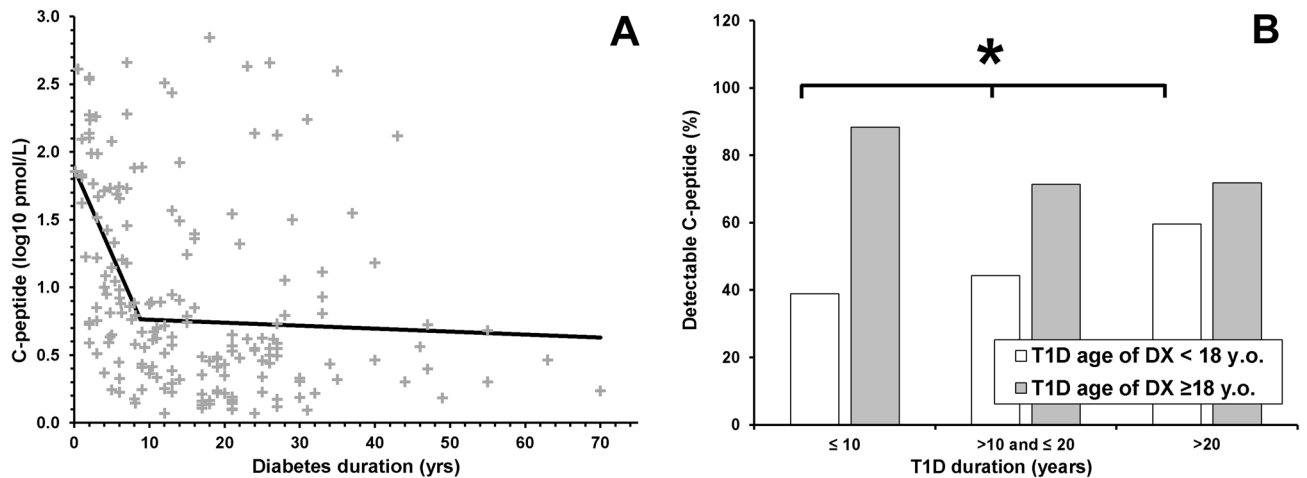 A
C-peptide (log10 pmol/L)
3.0
2.5
2.0
1.5
1.0
0.5
0.0
0 10 20 30 40 50 60 70
Diabetes duration (yrs)
B
*
Detectable C-peptide (%)
120
100
80
60
40
20
0
T1D age of DX < 18 y.o.
T1D age of DX ≥18 y.o.
≤ 10 >10 and ≤ 20 >20
T1D duration (years)